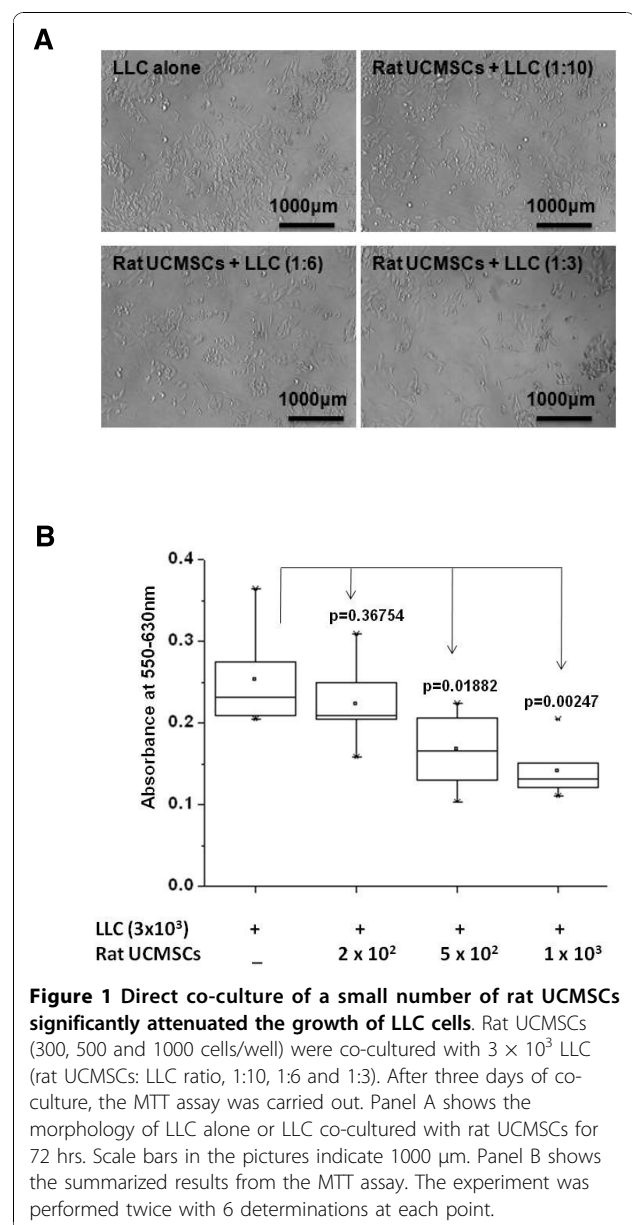 A
LLC alone
Rat UCMSCs + LLC (1:10)
1000µm
1000µm
Rat UCMSCs + LLC (1:6)
Rat UCMSCs + LLC (1:3)
1000µm
1000µm
B
Absorbance at 550-630nm
0.4
0.3
0.2
0.1
0.0
p=0.36754
p=0.01882
p=0.00247
LLC (3x10³) + + + +
Rat UCMSCs _ 2 x 10² 5 x 10² 1 x 10³
Figure 1 Direct co-culture of a small number of rat UCMSCs
significantly attenuated the growth of LLC cells. Rat UCMSCs
(300, 500 and 1000 cells/well) were co-cultured with 3 × 10³ LLC
(rat UCMSCs: LLC ratio, 1:10, 1:6 and 1:3). After three days of co-
culture, the MTT assay was carried out. Panel A shows the
morphology of LLC alone or LLC co-cultured with rat UCMSCs for
72 hrs. Scale bars in the pictures indicate 1000 µm. Panel B shows
the summarized results from the MTT assay. The experiment was
performed twice with 6 determinations at each point.